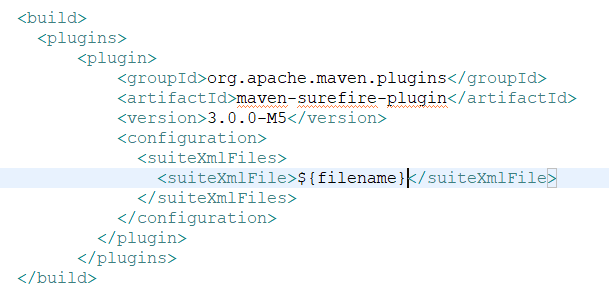 <build>
<plugins>
<plugin>
<groupId>org.apache.maven.plugins</groupId>
<artifactId>maven-surefire-plugin</artifactId>
<version>3.0.0-M5</version>
<configuration>
<suiteXmlFiles>
<suiteXmlFile>${filename}</suiteXmlFile>
</suiteXmlFiles>
</configuration>
</plugin>
</plugins>
</build>